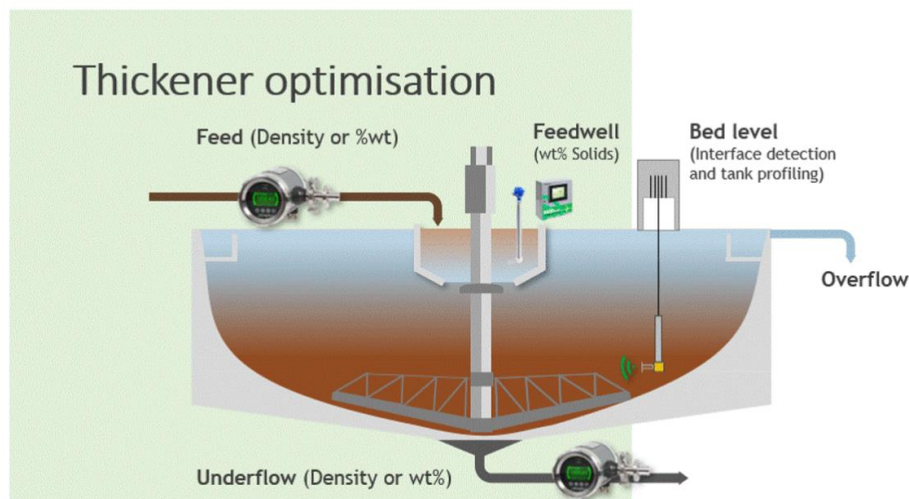 Thickener optimisation
Feed (Density or %wt)
Feedwell
(wt% Solids)
Bed level
(Interface detection
and tank profiling)
Overflow
Underflow (Density or wt%)